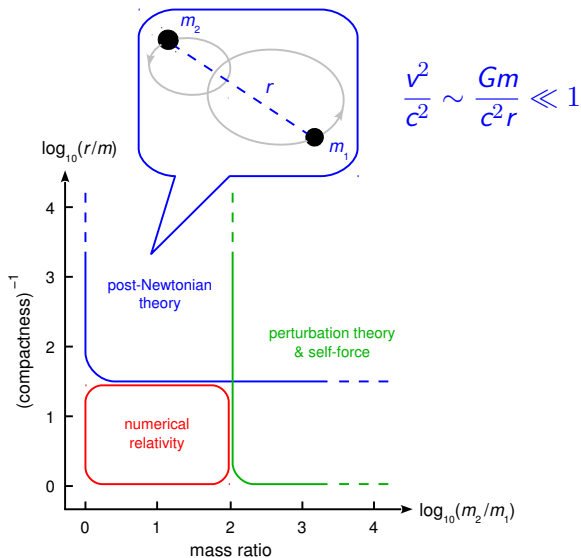 m₂
r
m₁
v²/c² ∼ Gm/c²r ≪ 1
log₁₀(r/m)
4
3
2
1
0
(compactness)⁻¹
post-Newtonian
theory
perturbation theory
& self-force
numerical
relativity
0 1 2 3 4
log₁₀(m₂/m₁)
mass ratio